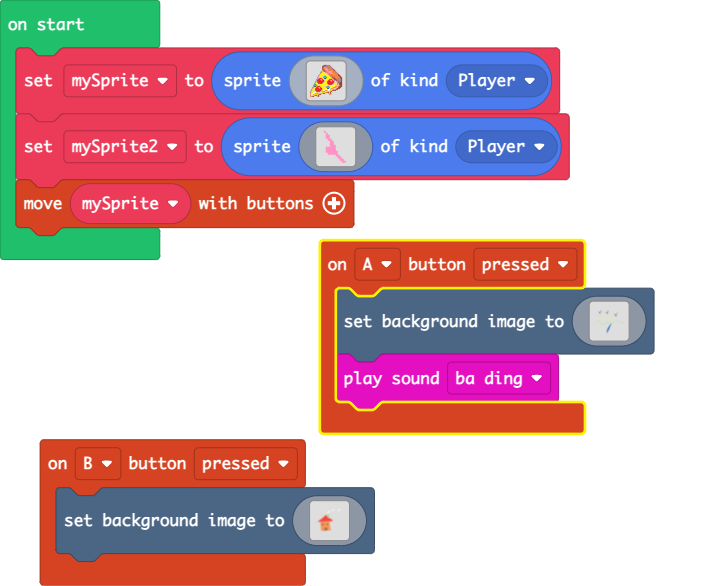 on start
set mySprite to sprite of kind Player
set mySprite2 to sprite of kind Player
move mySprite with buttons
on A button pressed
set background image to
play sound ba ding
on B button pressed
set background image to